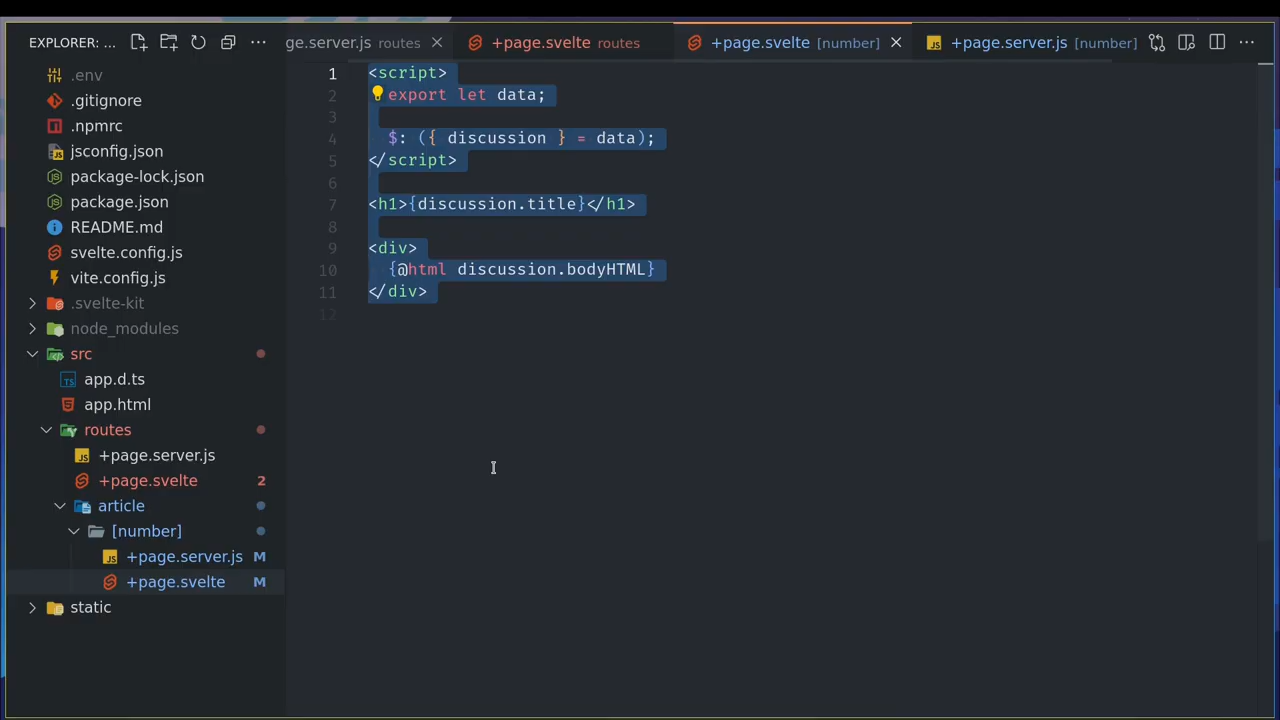 EXPLORER: ...
age.server.js routes
+page.svelte routes
+page.svelte [number]
+page.server.js [number]
.env
.gitignore
.npmrc
jsconfig.json
package-lock.json
package.json
README.md
svelte.config.js
vite.config.js
.svelte-kit
node_modules
src
app.d.ts
app.html
routes
+page.server.js
+page.svelte 2
article
[number]
+page.server.js M
+page.svelte M
static
1 <script>
2 export let data;
3
4 $: ({ discussion } = data);
5 </script>
6
7 <h1>{discussion.title}</h1>
8
9 <div>
10 {@html discussion.bodyHTML}
11 </div>
12